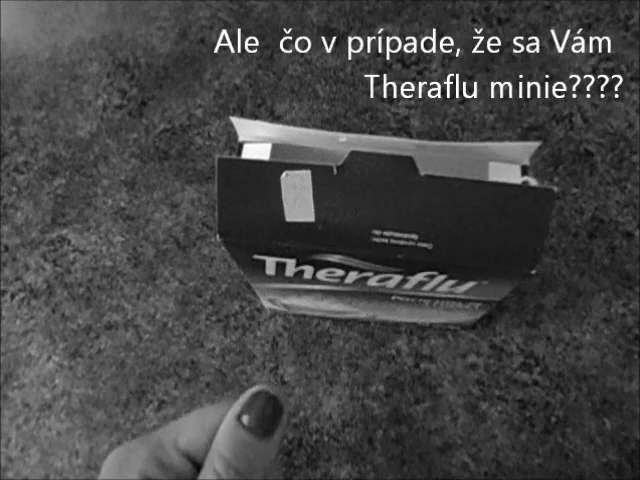 Ale čo v prípade, že sa Vám
Theraflu minie????
Theraflu